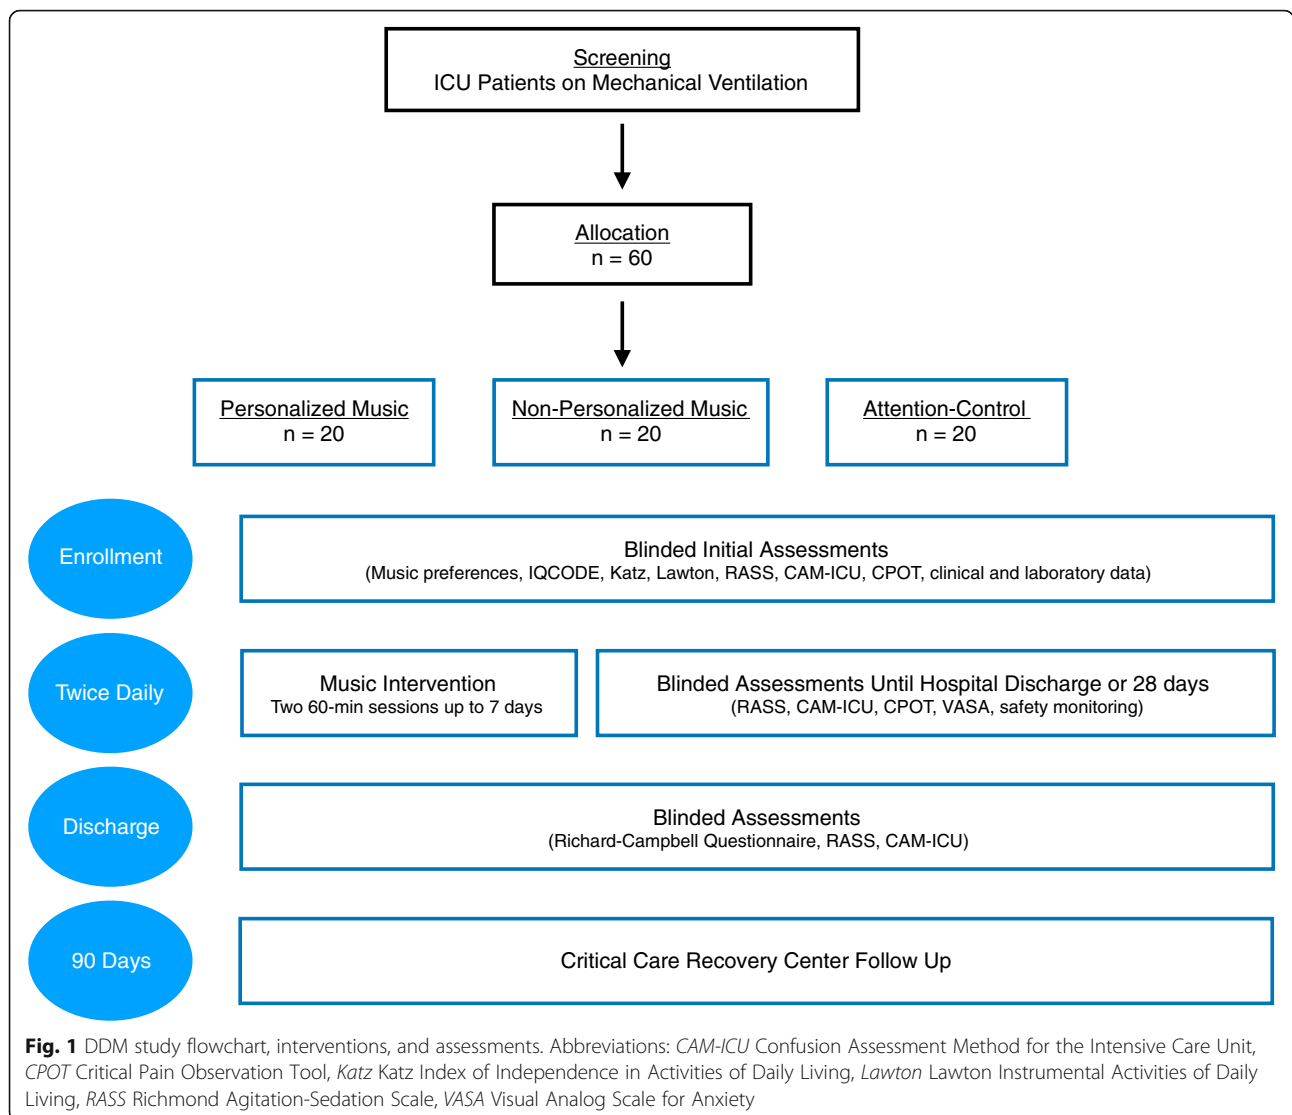 Screening
ICU Patients on Mechanical Ventilation
Allocation
n = 60
Personalized Music
n = 20
Non-Personalized Music
n = 20
Attention-Control
n = 20
Enrollment
Blinded Initial Assessments
(Music preferences, IQCODE, Katz, Lawton, RASS, CAM-ICU, CPOT, clinical and laboratory data)
Twice Daily
Music Intervention
Two 60-min sessions up to 7 days
Blinded Assessments Until Hospital Discharge or 28 days
(RASS, CAM-ICU, CPOT, VASA, safety monitoring)
Discharge
Blinded Assessments
(Richard-Campbell Questionnaire, RASS, CAM-ICU)
90 Days
Critical Care Recovery Center Follow Up
Fig. 1 DDM study flowchart, interventions, and assessments. Abbreviations: CAM-ICU Confusion Assessment Method for the Intensive Care Unit,
CPOT Critical Pain Observation Tool, Katz Katz Index of Independence in Activities of Daily Living, Lawton Lawton Instrumental Activities of Daily
Living, RASS Richmond Agitation-Sedation Scale, VASA Visual Analog Scale for Anxiety